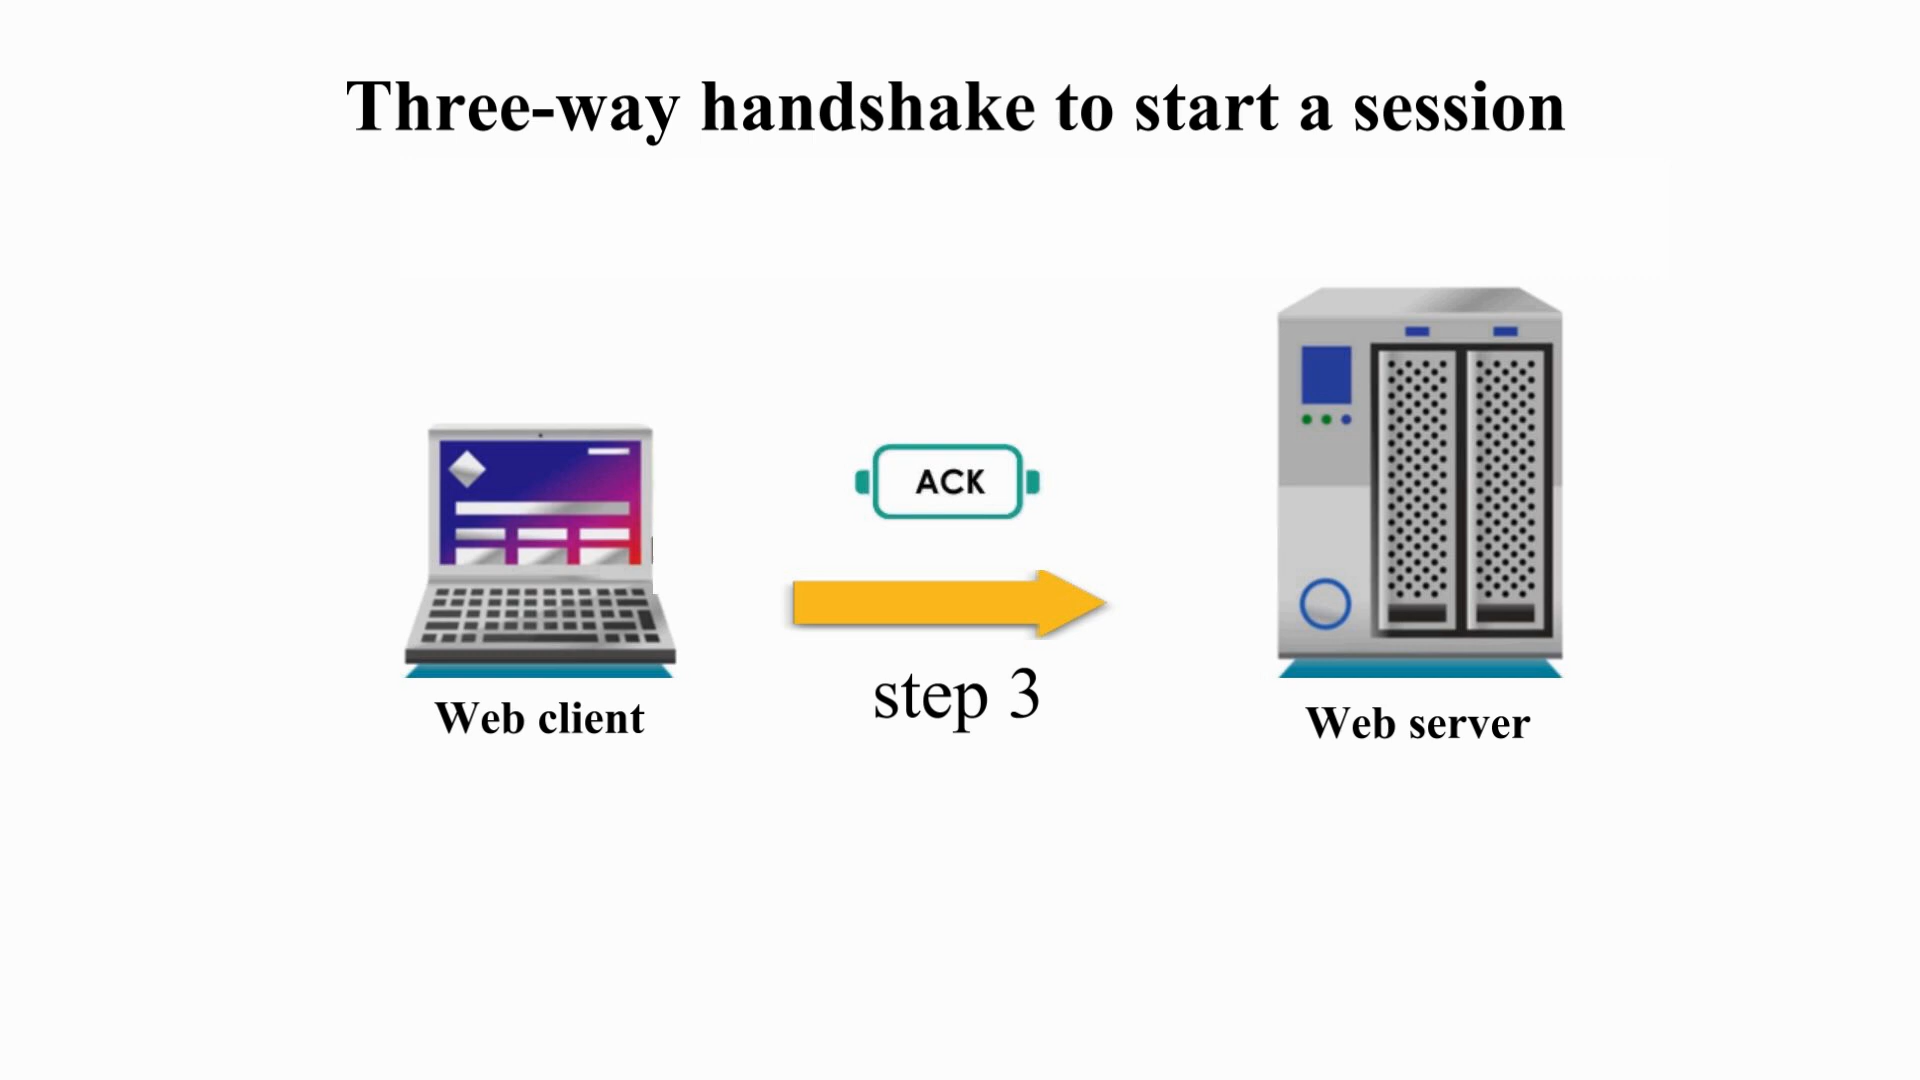 Three-way handshake to start a session
ACK
step 3
Web client
Web server